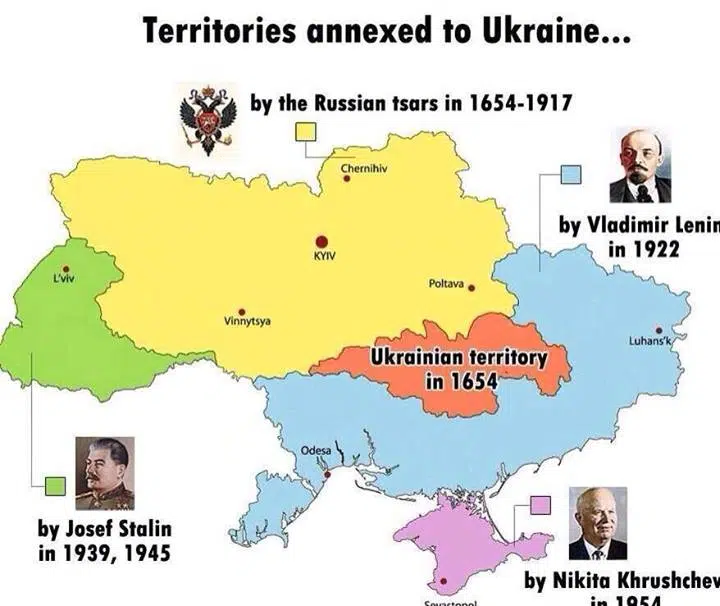 Territories annexed to Ukraine...
by the Russian tsars in 1654-1917
Chernihiv
by Vladimir Lenin
in 1922
KYIV
L'viv
Poltava
Vinnytsya
Luhans'k
Ukrainian territory
in 1654
Odesa
by Josef Stalin
in 1939, 1945
by Nikita Khrushchev
in 1954
Sevastopol